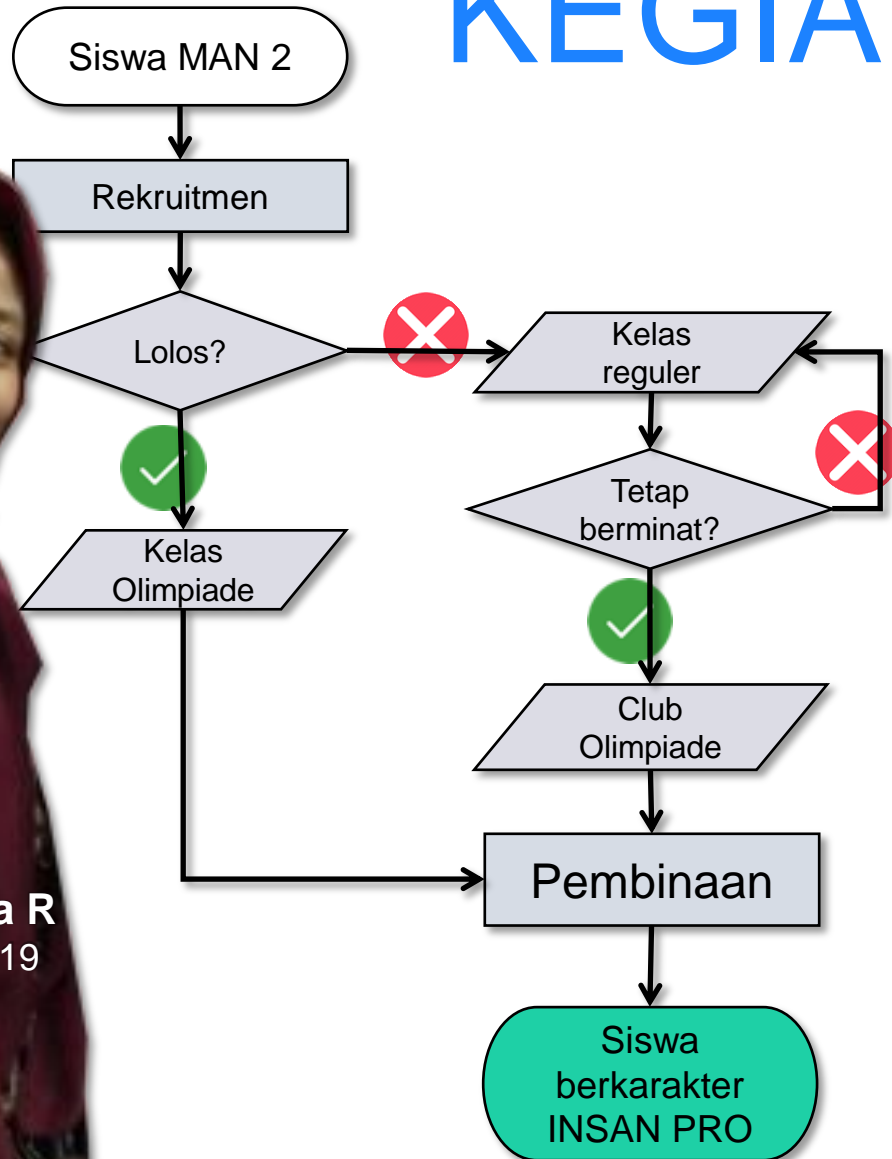 KEGIA
Siswa MAN 2
Rekruitmen
Lolos?
Kelas
reguler
Tetap
berminat?
Kelas
Olimpiade
Club
Olimpiade
Pembinaan
a R
19
Siswa
berkarakter
INSAN PRO